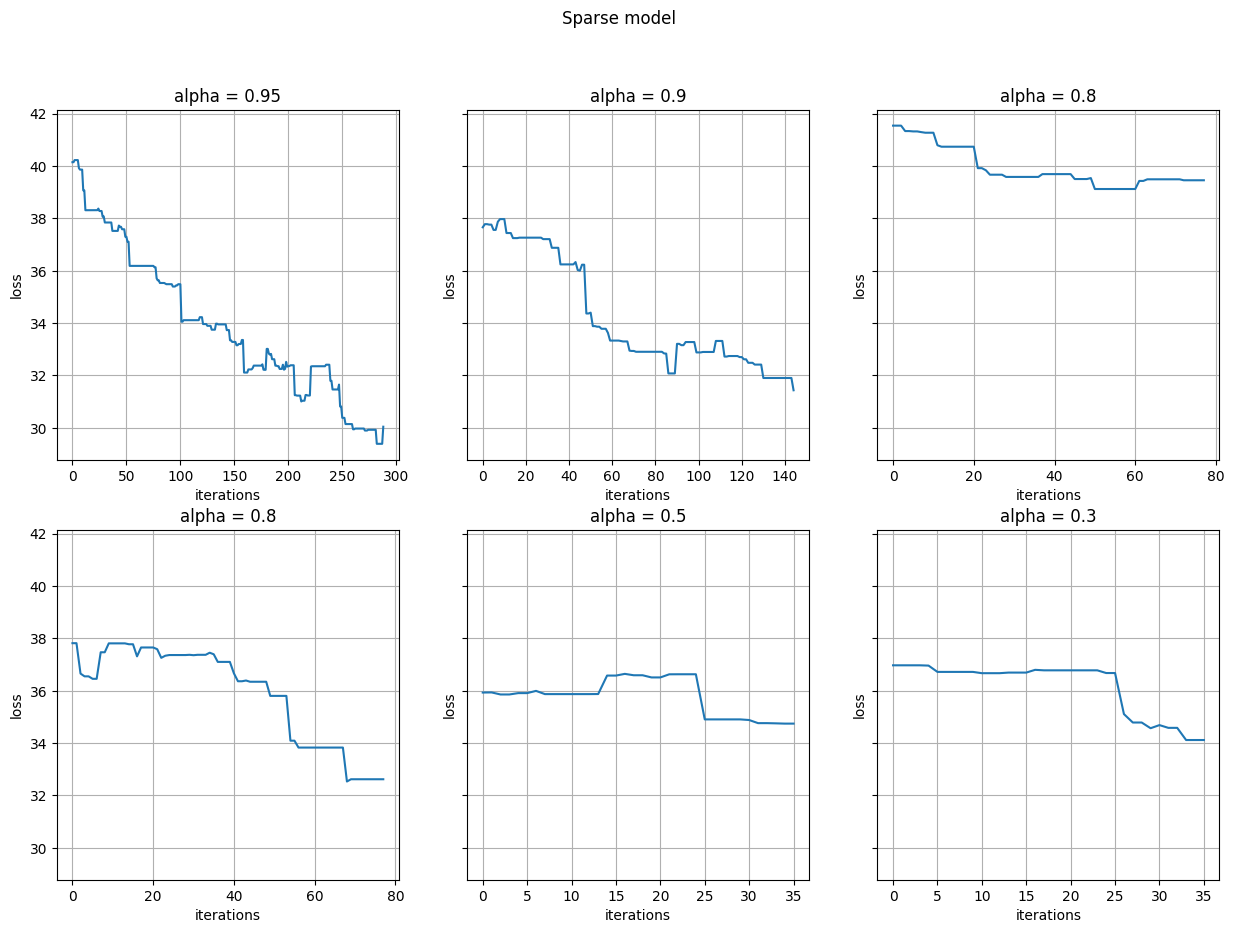 Sparse model
alpha = 0.95
alpha = 0.9
alpha = 0.8
42
40
38
36
34
32
30
loss
loss
loss
0 50 100 150 200 250 300
0 20 40 60 80 100 120 140
0 20 40 60 80
iterations
iterations
iterations
alpha = 0.8
alpha = 0.5
alpha = 0.3
42
40
38
36
34
32
30
loss
loss
loss
0 20 40 60 80
0 5 10 15 20 25 30 35
0 5 10 15 20 25 30 35
iterations
iterations
iterations